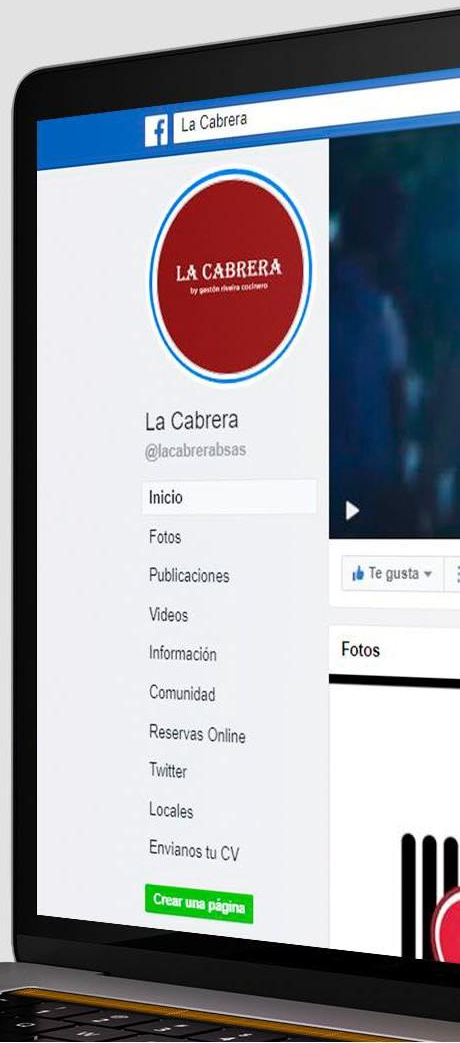 La Cabrera
LA CABRERA
by gastón riveira cocinero
La Cabrera
@lacabrerabsas
Inicio
Fotos
Publicaciones
Videos
Información
Comunidad
Reservas Online
Twitter
Locales
Envianos tu CV
Crear una página
Te gusta
Fotos